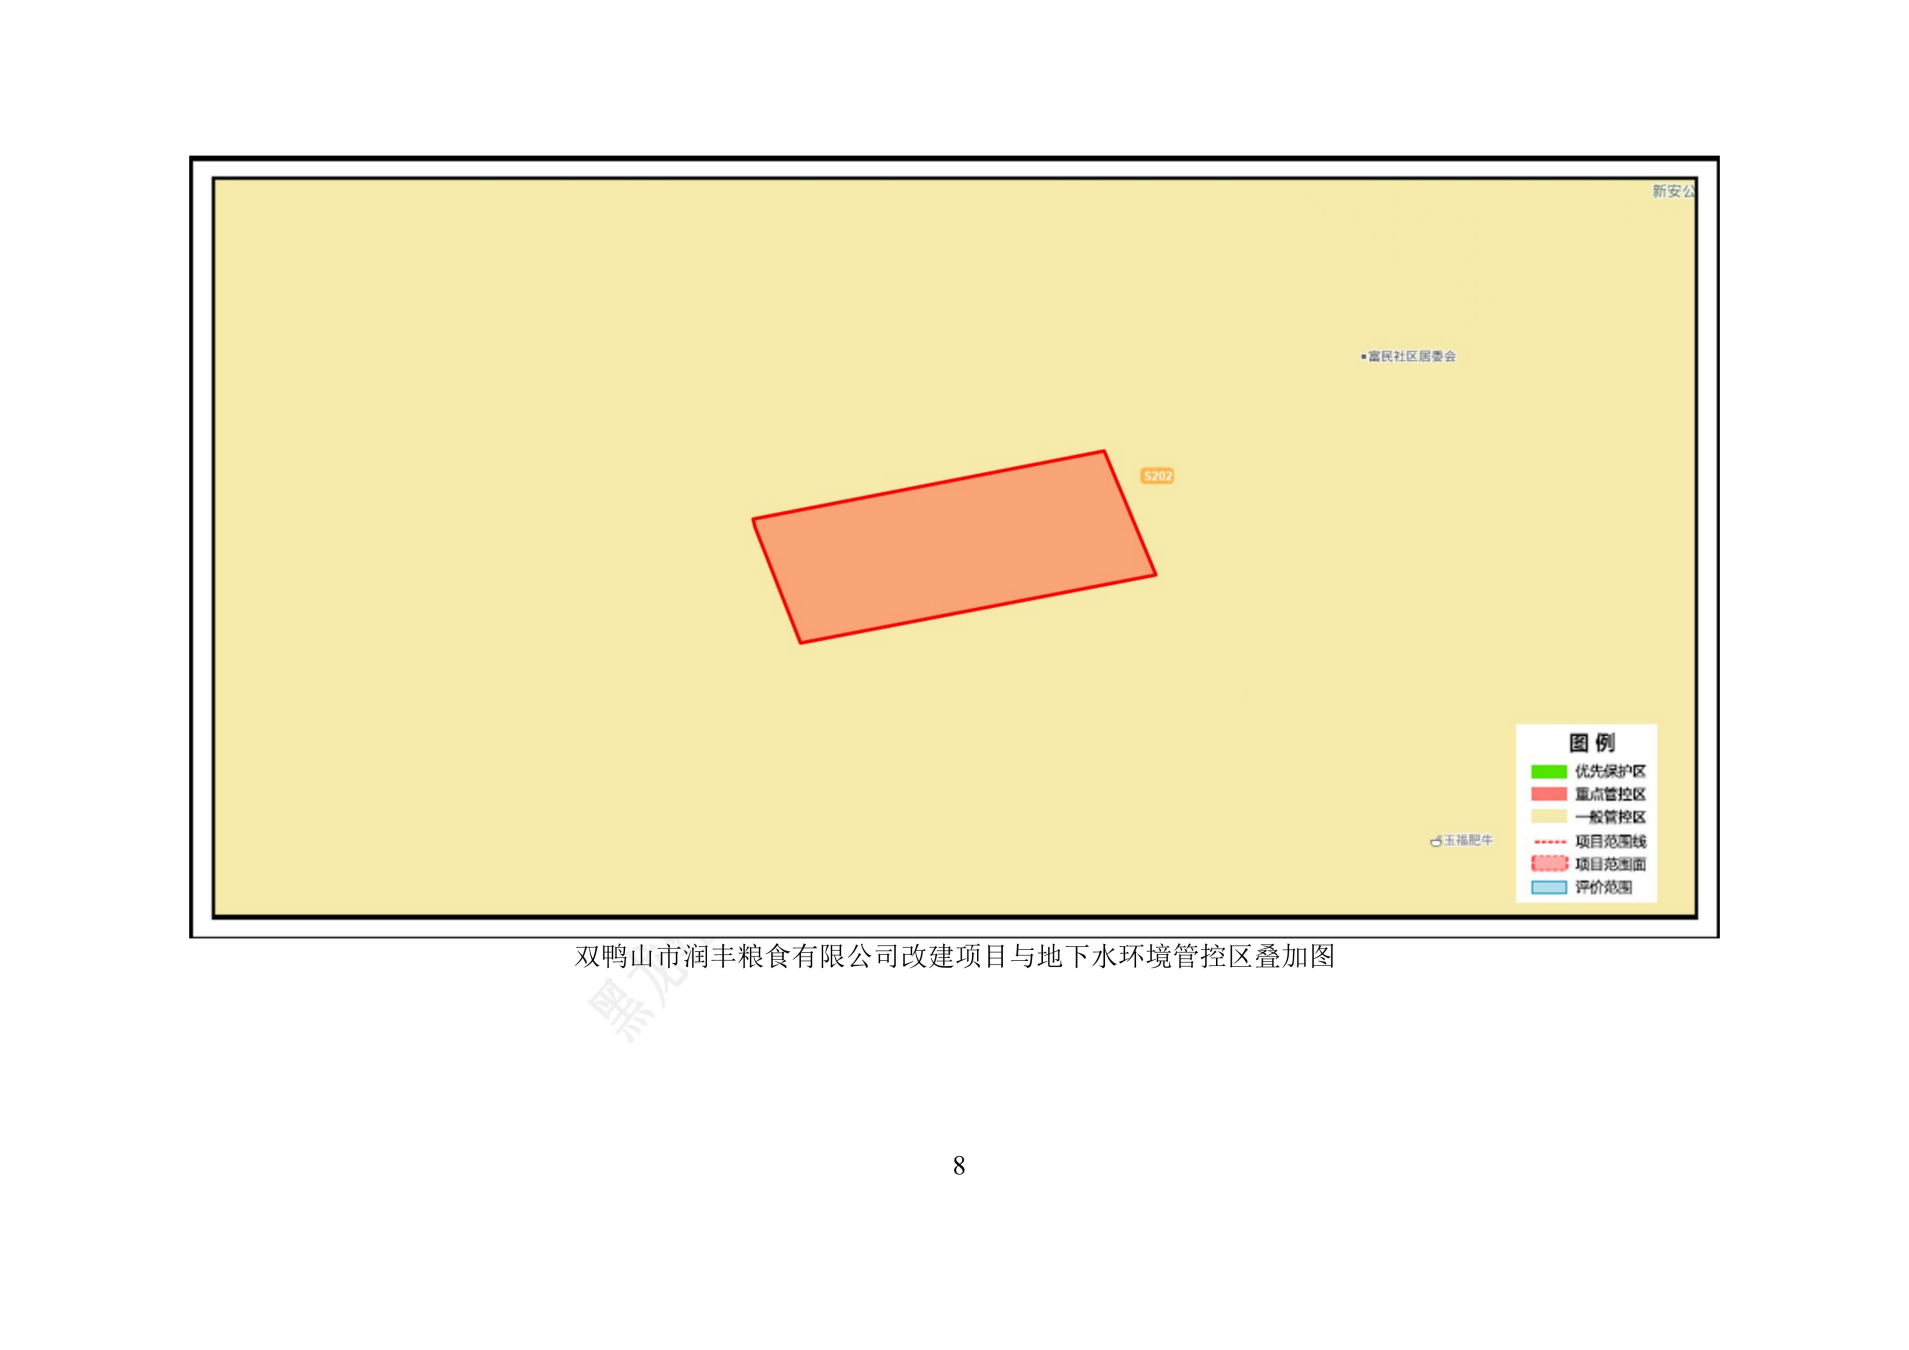 新安公
富民社区居委会
S202
图例
优先保护区
重点管控区
一般管控区
项目范围线
项目范围面
评价范围
玉福肥牛
双鸭山市润丰粮食有限公司改建项目与地下水环境管控区叠加图
黑龙
8